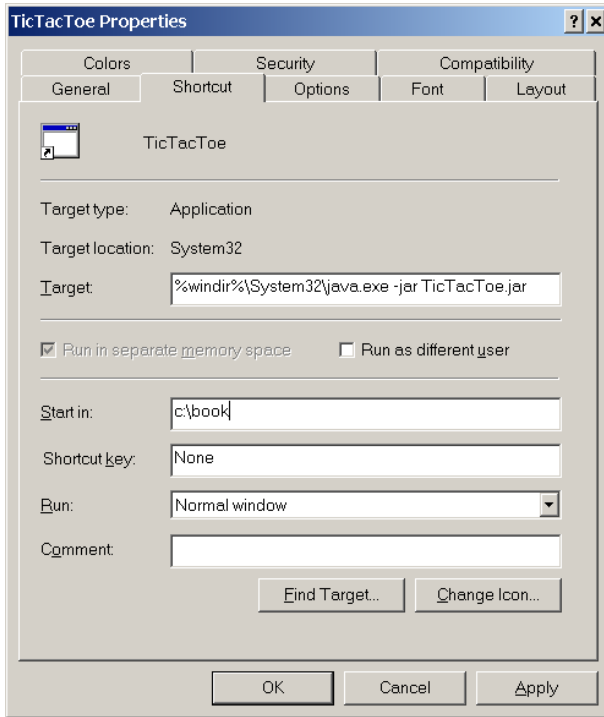 TicTacToe Properties
Colors Security Compatibility
General Shortcut Options Font Layout
TicTacToe
Target type: Application
Target location: System32
Target: %windir%\System32\java.exe -jar TicTacToe.jar
Run in separate memory space Run as different user
Start in: c:\book
Shortcut key: None
Run: Normal window
Comment:
Find Target... Change Icon...
OK Cancel Apply